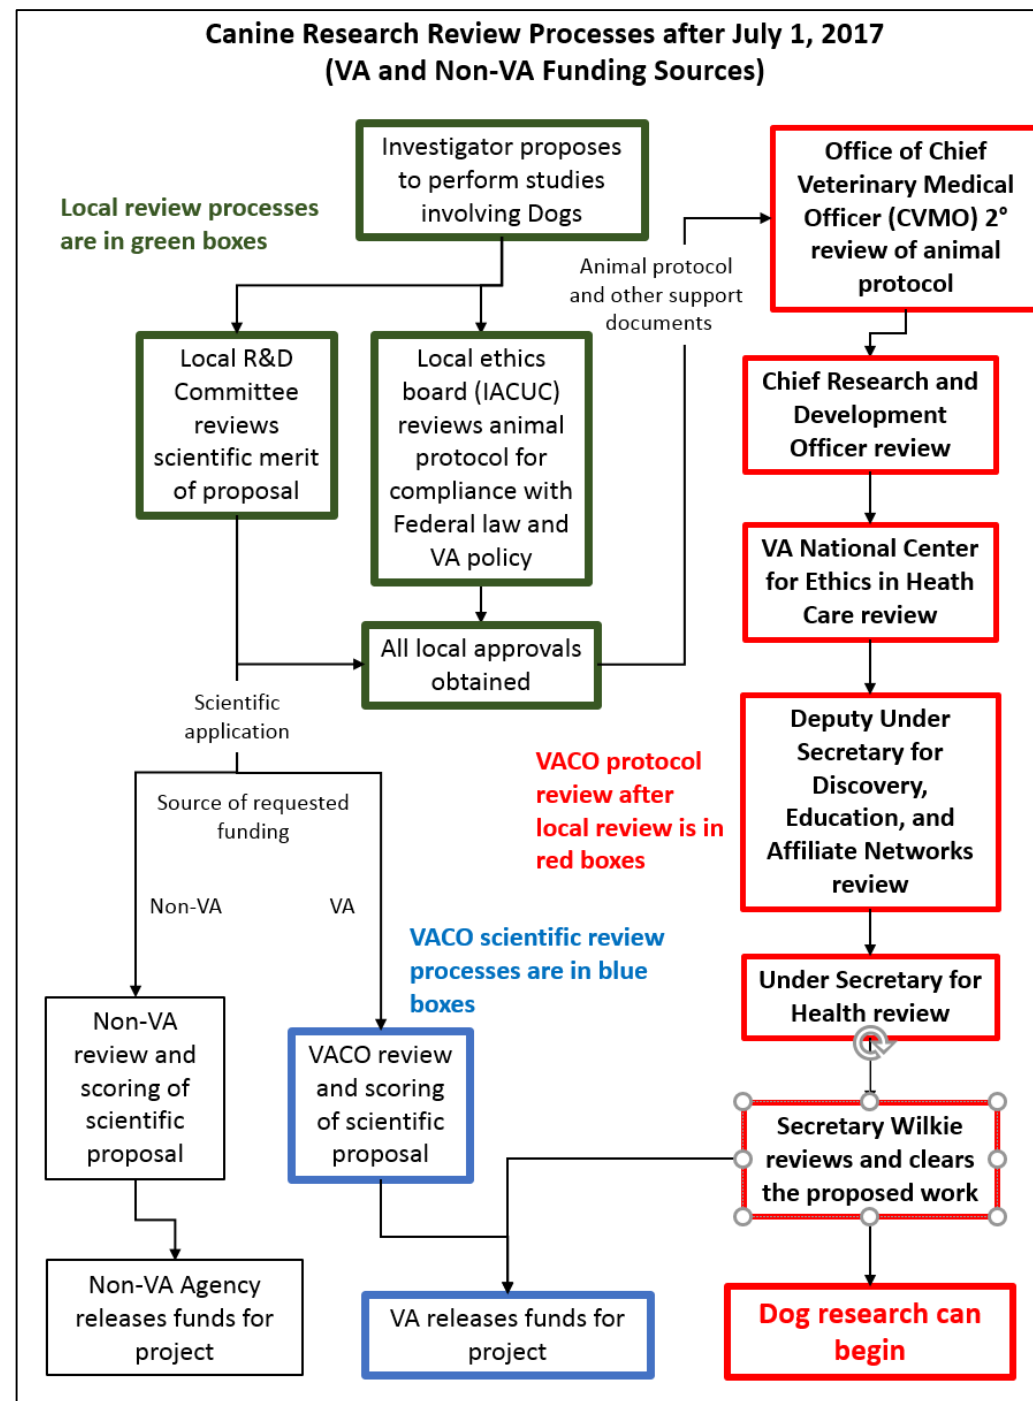 Canine Research Review Processes after July 1, 2017
(VA and Non-VA Funding Sources)
Investigator proposes
to perform studies
involving Dogs
Local review processes
are in green boxes
Local R&D
Committee
reviews
scientific merit
of proposal
Local ethics
board (IACUC)
reviews animal
protocol for
compliance with
Federal law and
VA policy
All local approvals
obtained
Animal protocol
and other support
documents
Office of Chief
Veterinary Medical
Officer (CVMO) 2°
review of animal
protocol
Chief Research and
Development
Officer review
VA National Center
for Ethics in Heath
Care review
Deputy Under
Secretary for
Discovery,
Education, and
Affiliate Networks
review
Under Secretary for
Health review
Secretary Wilkie
reviews and clears
the proposed work
Dog research can
begin
VACO protocol
review after
local review is in
red boxes
Scientific
application
Source of requested
funding
Non-VA
VA
VACO scientific review
processes are in blue
boxes
Non-VA
review and
scoring of
scientific
proposal
VACO review
and scoring
of scientific
proposal
Non-VA Agency
releases funds for
project
VA releases funds for
project